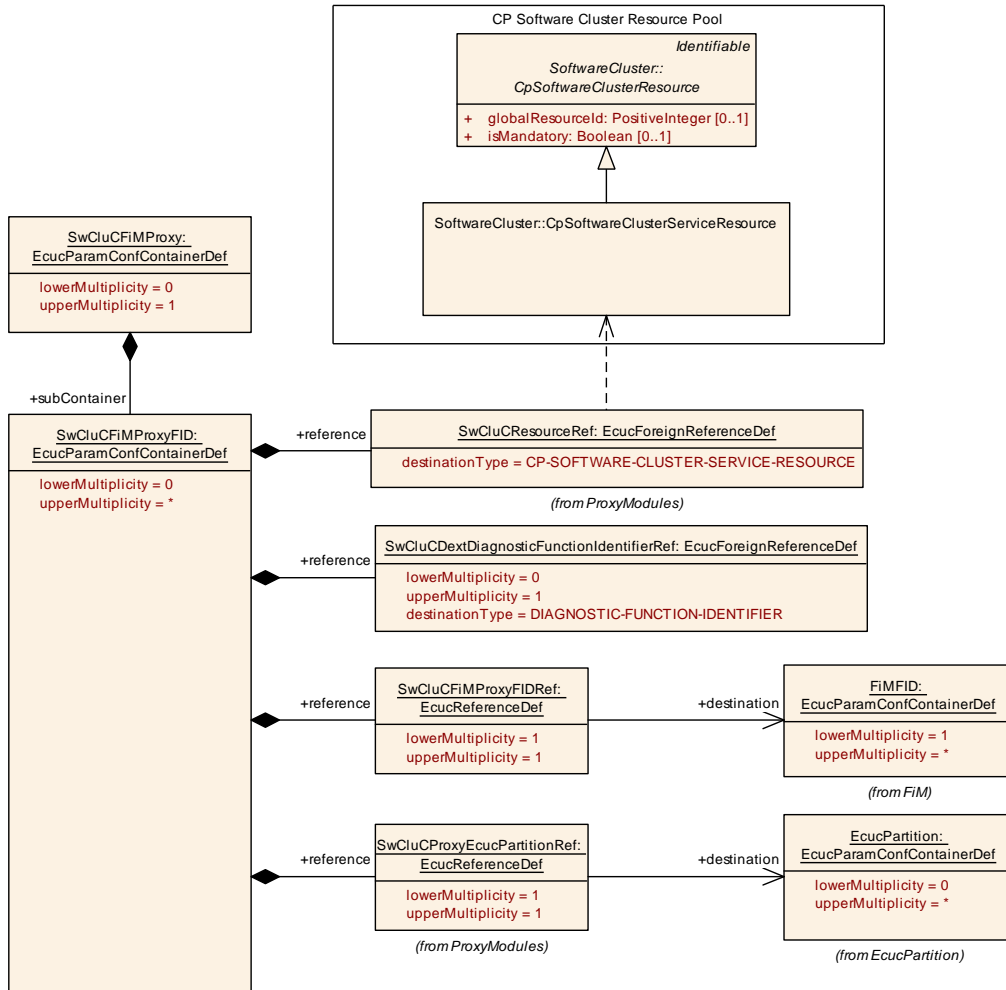 CP Software Cluster Resource Pool
Identifiable
SoftwareCluster::
CpSoftwareClusterResource
+ globalResourceId: PositiveInteger [0..1]
+ isMandatory: Boolean [0..1]
SoftwareCluster::CpSoftwareClusterServiceResource
SwCluCFiMProxy:
EcucParamConfContainerDef
lowerMultiplicity = 0
upperMultiplicity = 1
+subContainer
SwCluCFiMProxyFID:
EcucParamConfContainerDef
lowerMultiplicity = 0
upperMultiplicity = *
+reference
SwCluCResourceRef: EcucForeignReferenceDef
destinationType = CP-SOFTWARE-CLUSTER-SERVICE-RESOURCE
(from ProxyModules)
+reference
SwCluCDextDiagnosticFunctionIdentifierRef: EcucForeignReferenceDef
lowerMultiplicity = 0
upperMultiplicity = 1
destinationType = DIAGNOSTIC-FUNCTION-IDENTIFIER
+reference
SwCluCFiMProxyFIDRef:
EcucReferenceDef
lowerMultiplicity = 1
upperMultiplicity = 1
+destination
FiMFID:
EcucParamConfContainerDef
lowerMultiplicity = 1
upperMultiplicity = *
(from FiM)
+reference
SwCluCProxyEcucPartitionRef:
EcucReferenceDef
lowerMultiplicity = 1
upperMultiplicity = 1
(from ProxyModules)
+destination
EcucPartition:
EcucParamConfContainerDef
lowerMultiplicity = 0
upperMultiplicity = *
(from EcucPartition)